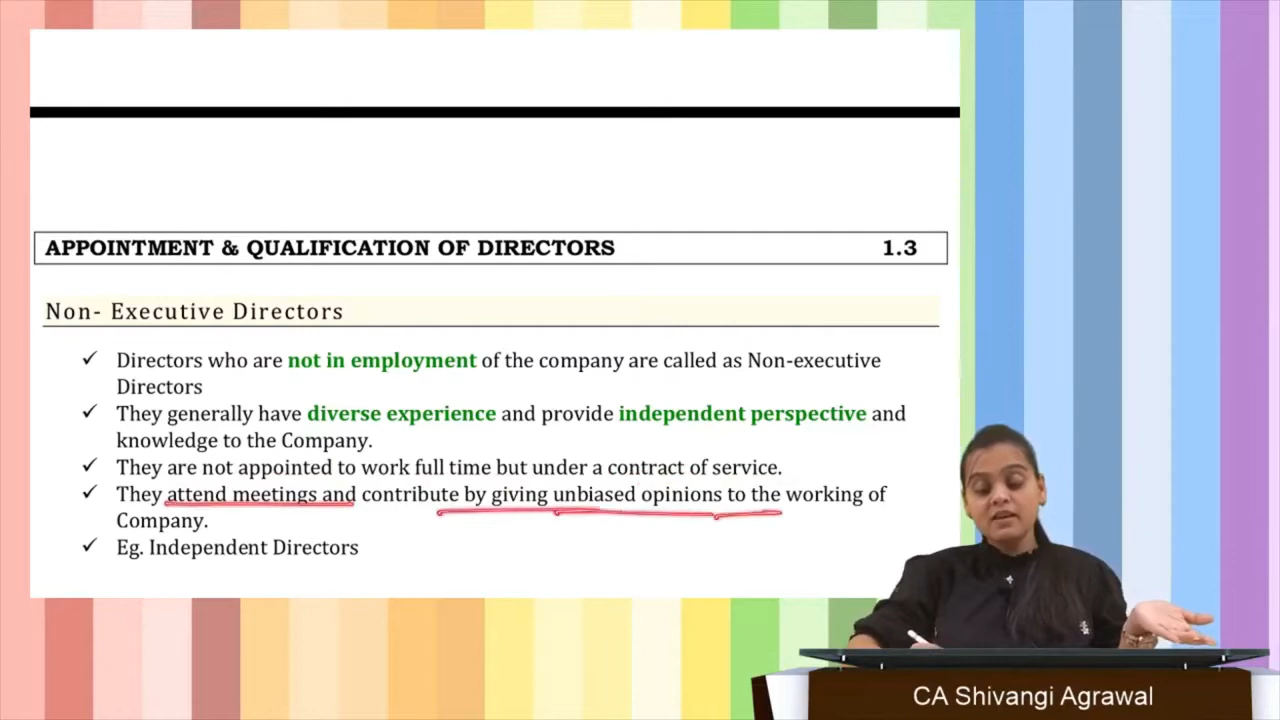 APPOINTMENT & QUALIFICATION OF DIRECTORS 1.3
Non- Executive Directors
✓ Directors who are not in employment of the company are called as Non-executive
Directors
✓ They generally have diverse experience and provide independent perspective and
knowledge to the Company.
✓ They are not appointed to work full time but under a contract of service.
✓ They attend meetings and contribute by giving unbiased opinions to the working of
Company.
✓ Eg. Independent Directors
CA Shivangi Agrawal